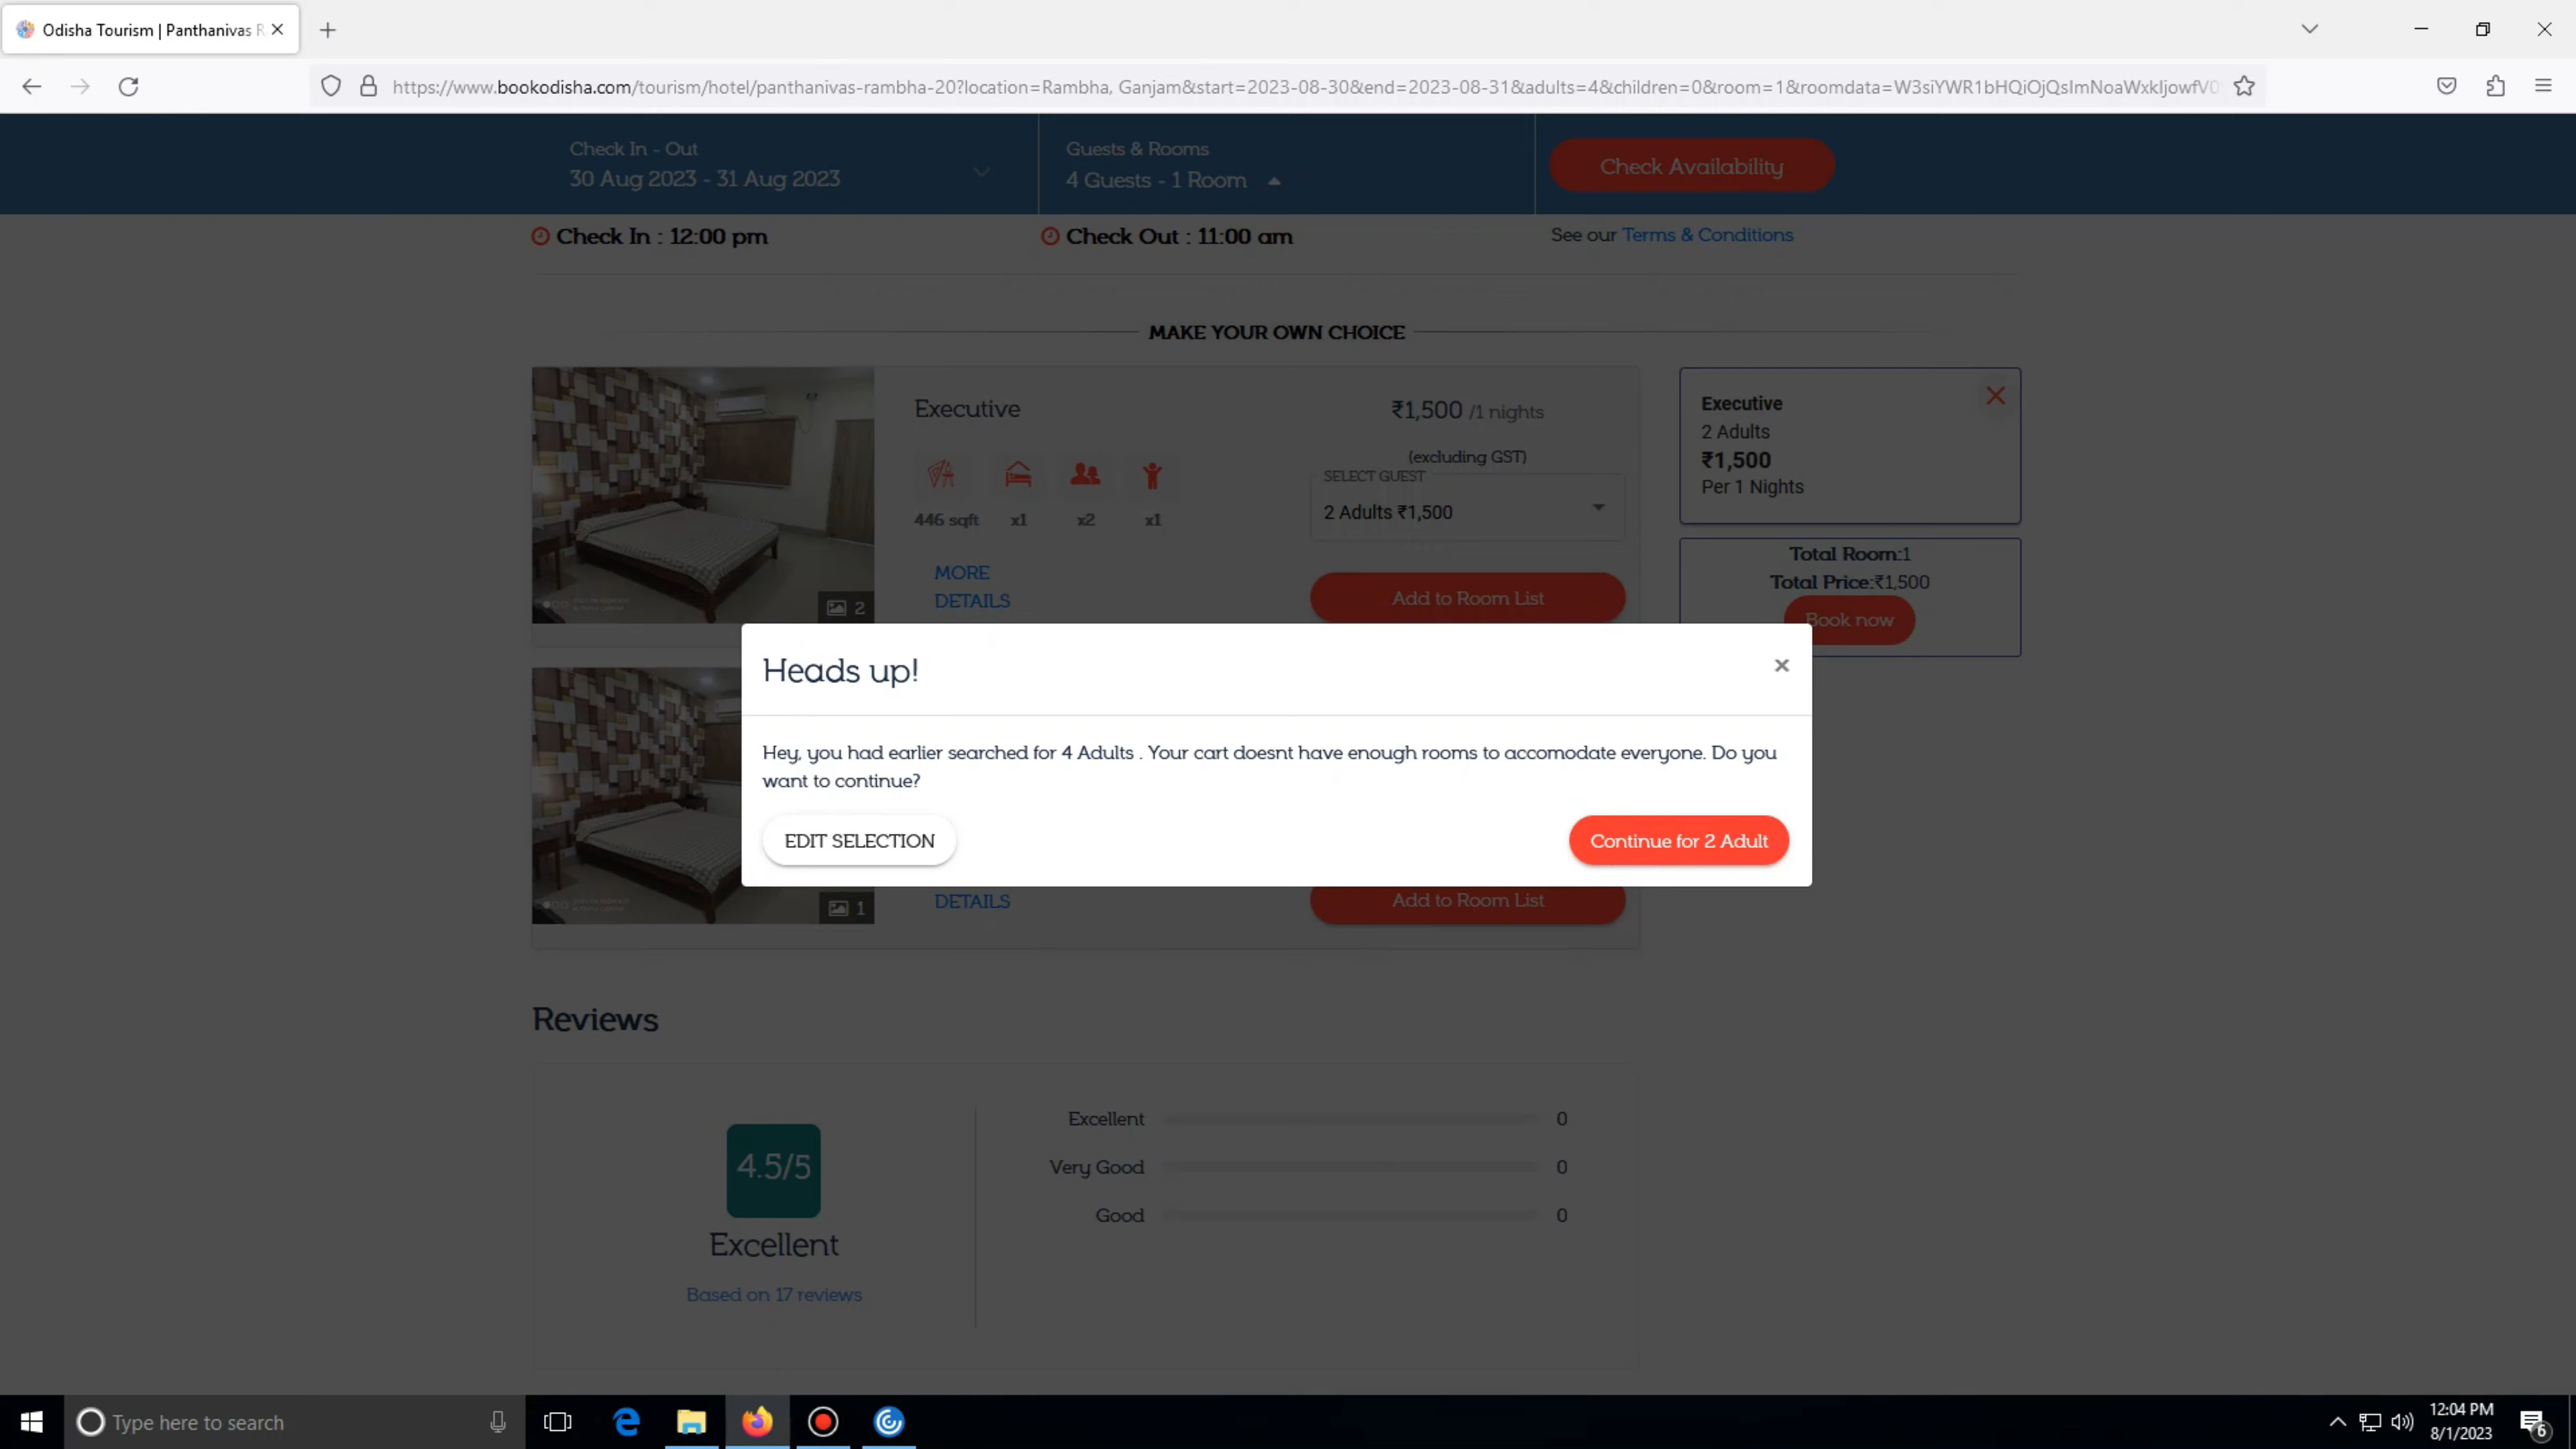 Odisha Tourism | Panthanivas R
https://www.bookodisha.com/tourism/hotel/panthanivas-rambha-20?location=Rambha, Ganjam&start=2023-08-30&end=2023-08-31&adults=4&children=0&room=1&roomdata=W3siYWR1bHQiOjQsImNoaWxkIjowfV0
Check In - Out
30 Aug 2023 - 31 Aug 2023
Guests & Rooms
4 Guests - 1 Room
Check Availability
Check In : 12:00 pm
Check Out : 11:00 am
See our Terms & Conditions
MAKE YOUR OWN CHOICE
Executive
446 sqft x1 x2 x1
MORE
DETAILS
2
₹1,500 /1 nights
(excluding GST)
SELECT GUEST
2 Adults ₹1,500
Add to Room List
Executive
2 Adults
₹1,500
Per 1 Nights
Total Room:1
Total Price:₹1,500
Book now
Heads up!
Hey, you had earlier searched for 4 Adults . Your cart doesnt have enough rooms to accomodate everyone. Do you
want to continue?
EDIT SELECTION
Continue for 2 Adult
DETAILS
1
Add to Room List
Reviews
4.5/5
Excellent
Based on 17 reviews
Excellent 0
Very Good 0
Good 0
Type here to search
12:04 PM
8/1/2023
6